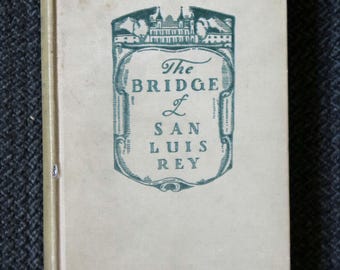 The
BRIDGE
of
SAN
LUIS
REY